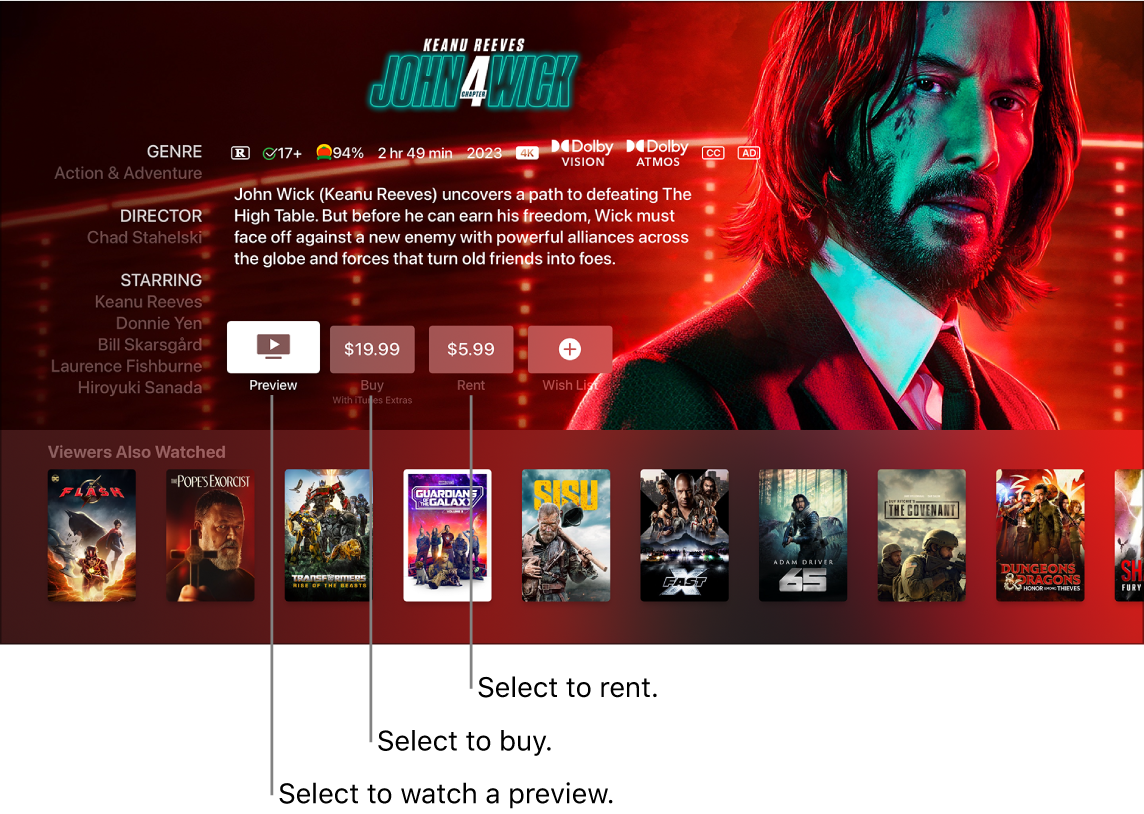 KEANU REEVES
JOHN WICK
CHAPTER 4
GENRE
Action & Adventure
DIRECTOR
Chad Stahelski
STARRING
Keanu Reeves
Donnie Yen
Bill Skarsgård
Laurence Fishburne
Hiroyuki Sanada
R 17+ 94% 2 hr 49 min 2023 4K Dolby VISION Dolby ATMOS CC AD
John Wick (Keanu Reeves) uncovers a path to defeating The
High Table. But before he can earn his freedom, Wick must
face off against a new enemy with powerful alliances across
the globe and forces that turn old friends into foes.
$19.99 $5.99
Preview Buy Rent Wish List
With iTunes Extras
Viewers Also Watched
DC
FLASH
THE POPE'S EXORCIST
TRANSFORMERS
RISE OF THE BEASTS
GUARDIANS
OF THE
GALAXY
SISU
FAST X
ADAM DRIVER
65
GUY RITCHIE'S
THE COVENANT
DUNGEONS
& DRAGONS
HONOR AMONG THIEVES
SH
FURY
Select to rent.
Select to buy.
Select to watch a preview.